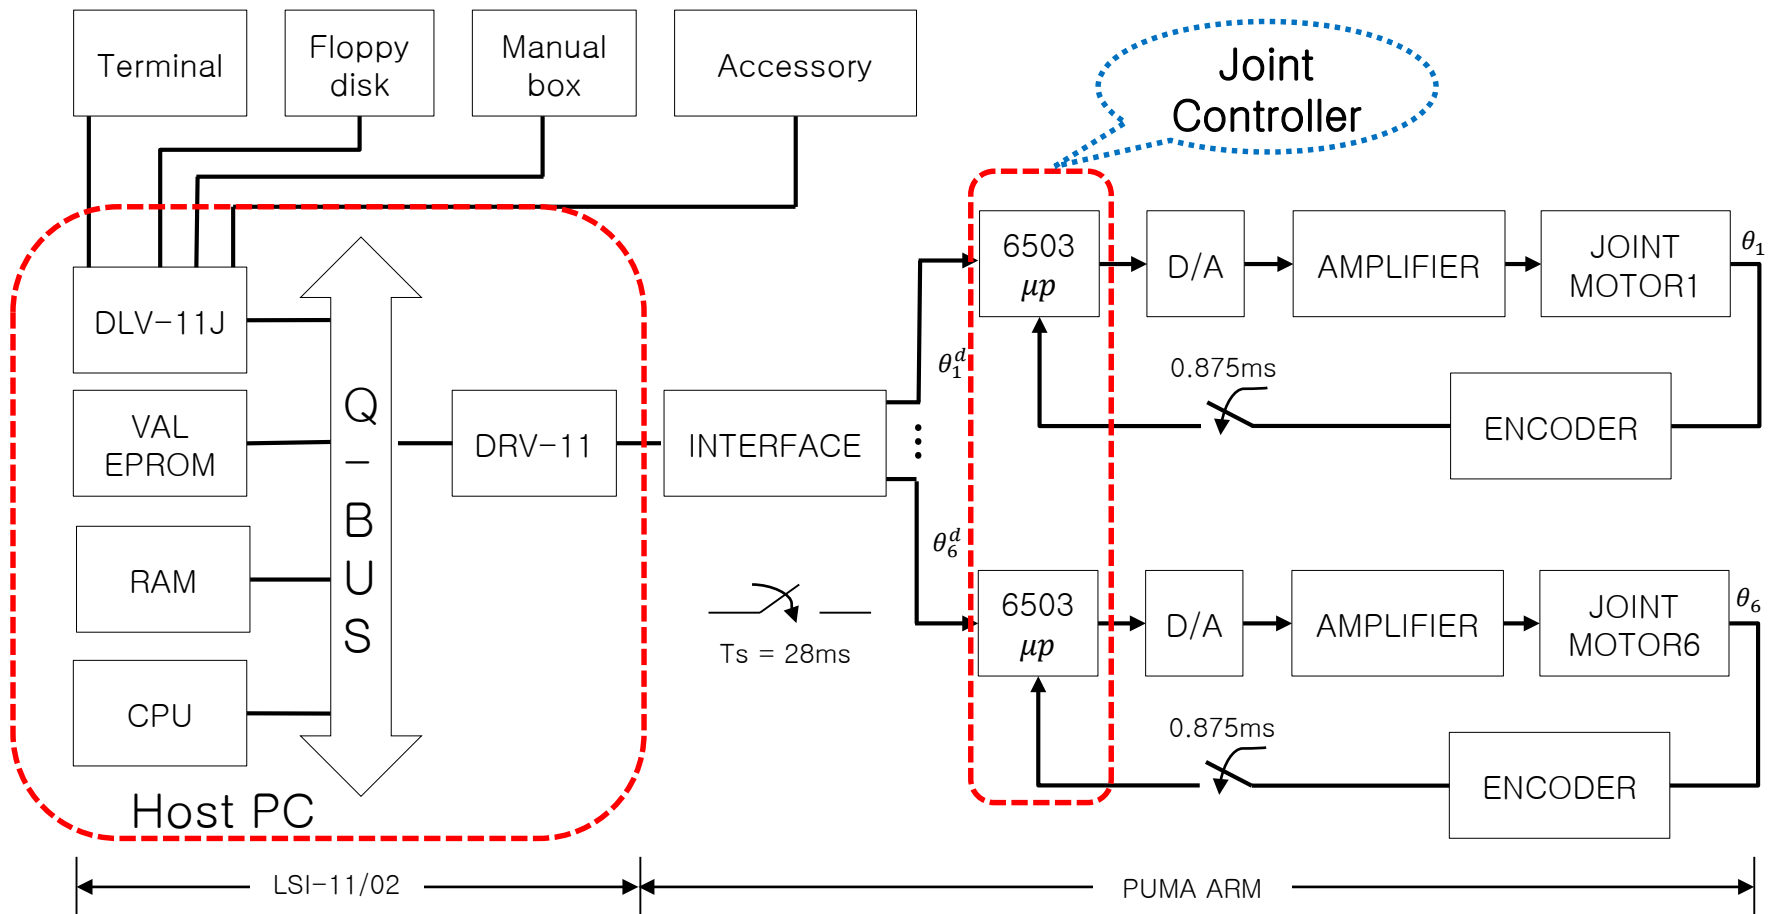 Terminal
Floppy
disk
Manual
box
Accessory
Joint
Controller
DLV-11J
VAL
EPROM
RAM
CPU
Q
-
B
U
S
Host PC
DRV-11
INTERFACE
Ts = 28ms
θ₁ᵈ
⋮
θ₆ᵈ
6503
μp
D/A
AMPLIFIER
JOINT
MOTOR1
θ₁
0.875ms
ENCODER
6503
μp
D/A
AMPLIFIER
JOINT
MOTOR6
θ₆
0.875ms
ENCODER
LSI-11/02
PUMA ARM